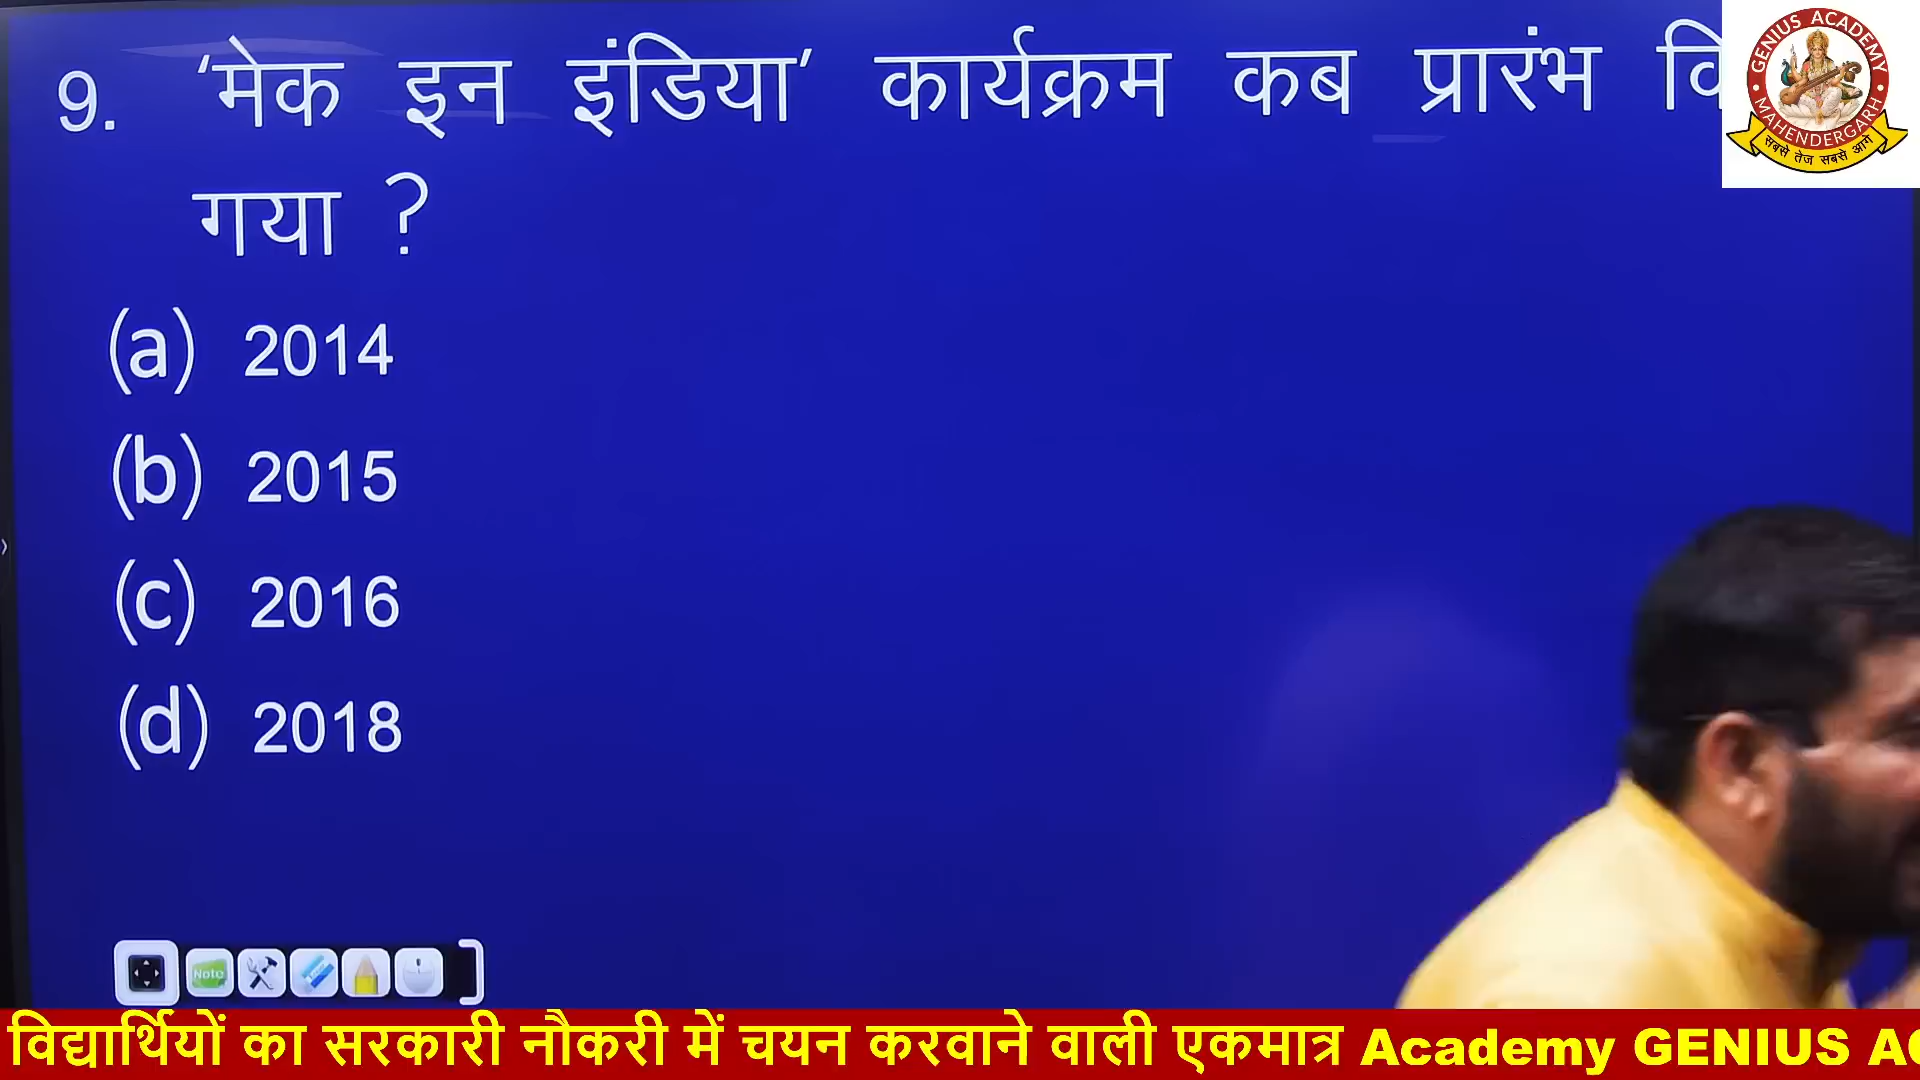 9. ‘मेक इन इंडिया’ कार्यक्रम कब प्रारंभ
गया ?
(a) 2014
(b) 2015
(c) 2016
(d) 2018
GENIUS ACADEMY
MAHENDERGARH
सबसे तेज सबसे आगे
Note
विद्यार्थियों का सरकारी नौकरी में चयन करवाने वाली एकमात्र Academy GENIUS